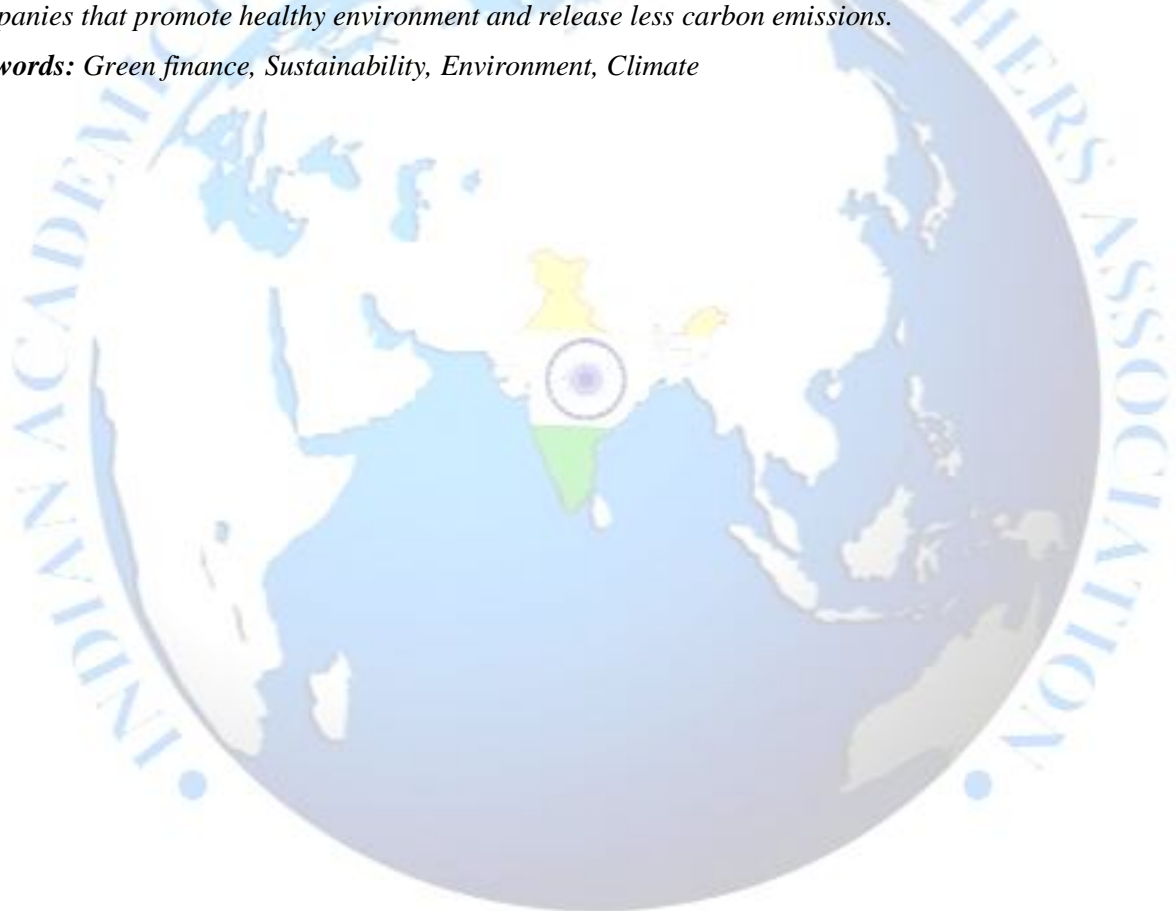 panies that promote healthy environment and release less carbon emissions.
words: Green finance, Sustainability, Environment, Climate
INDIAN ACADEMIC
HERS ASSOCIATION